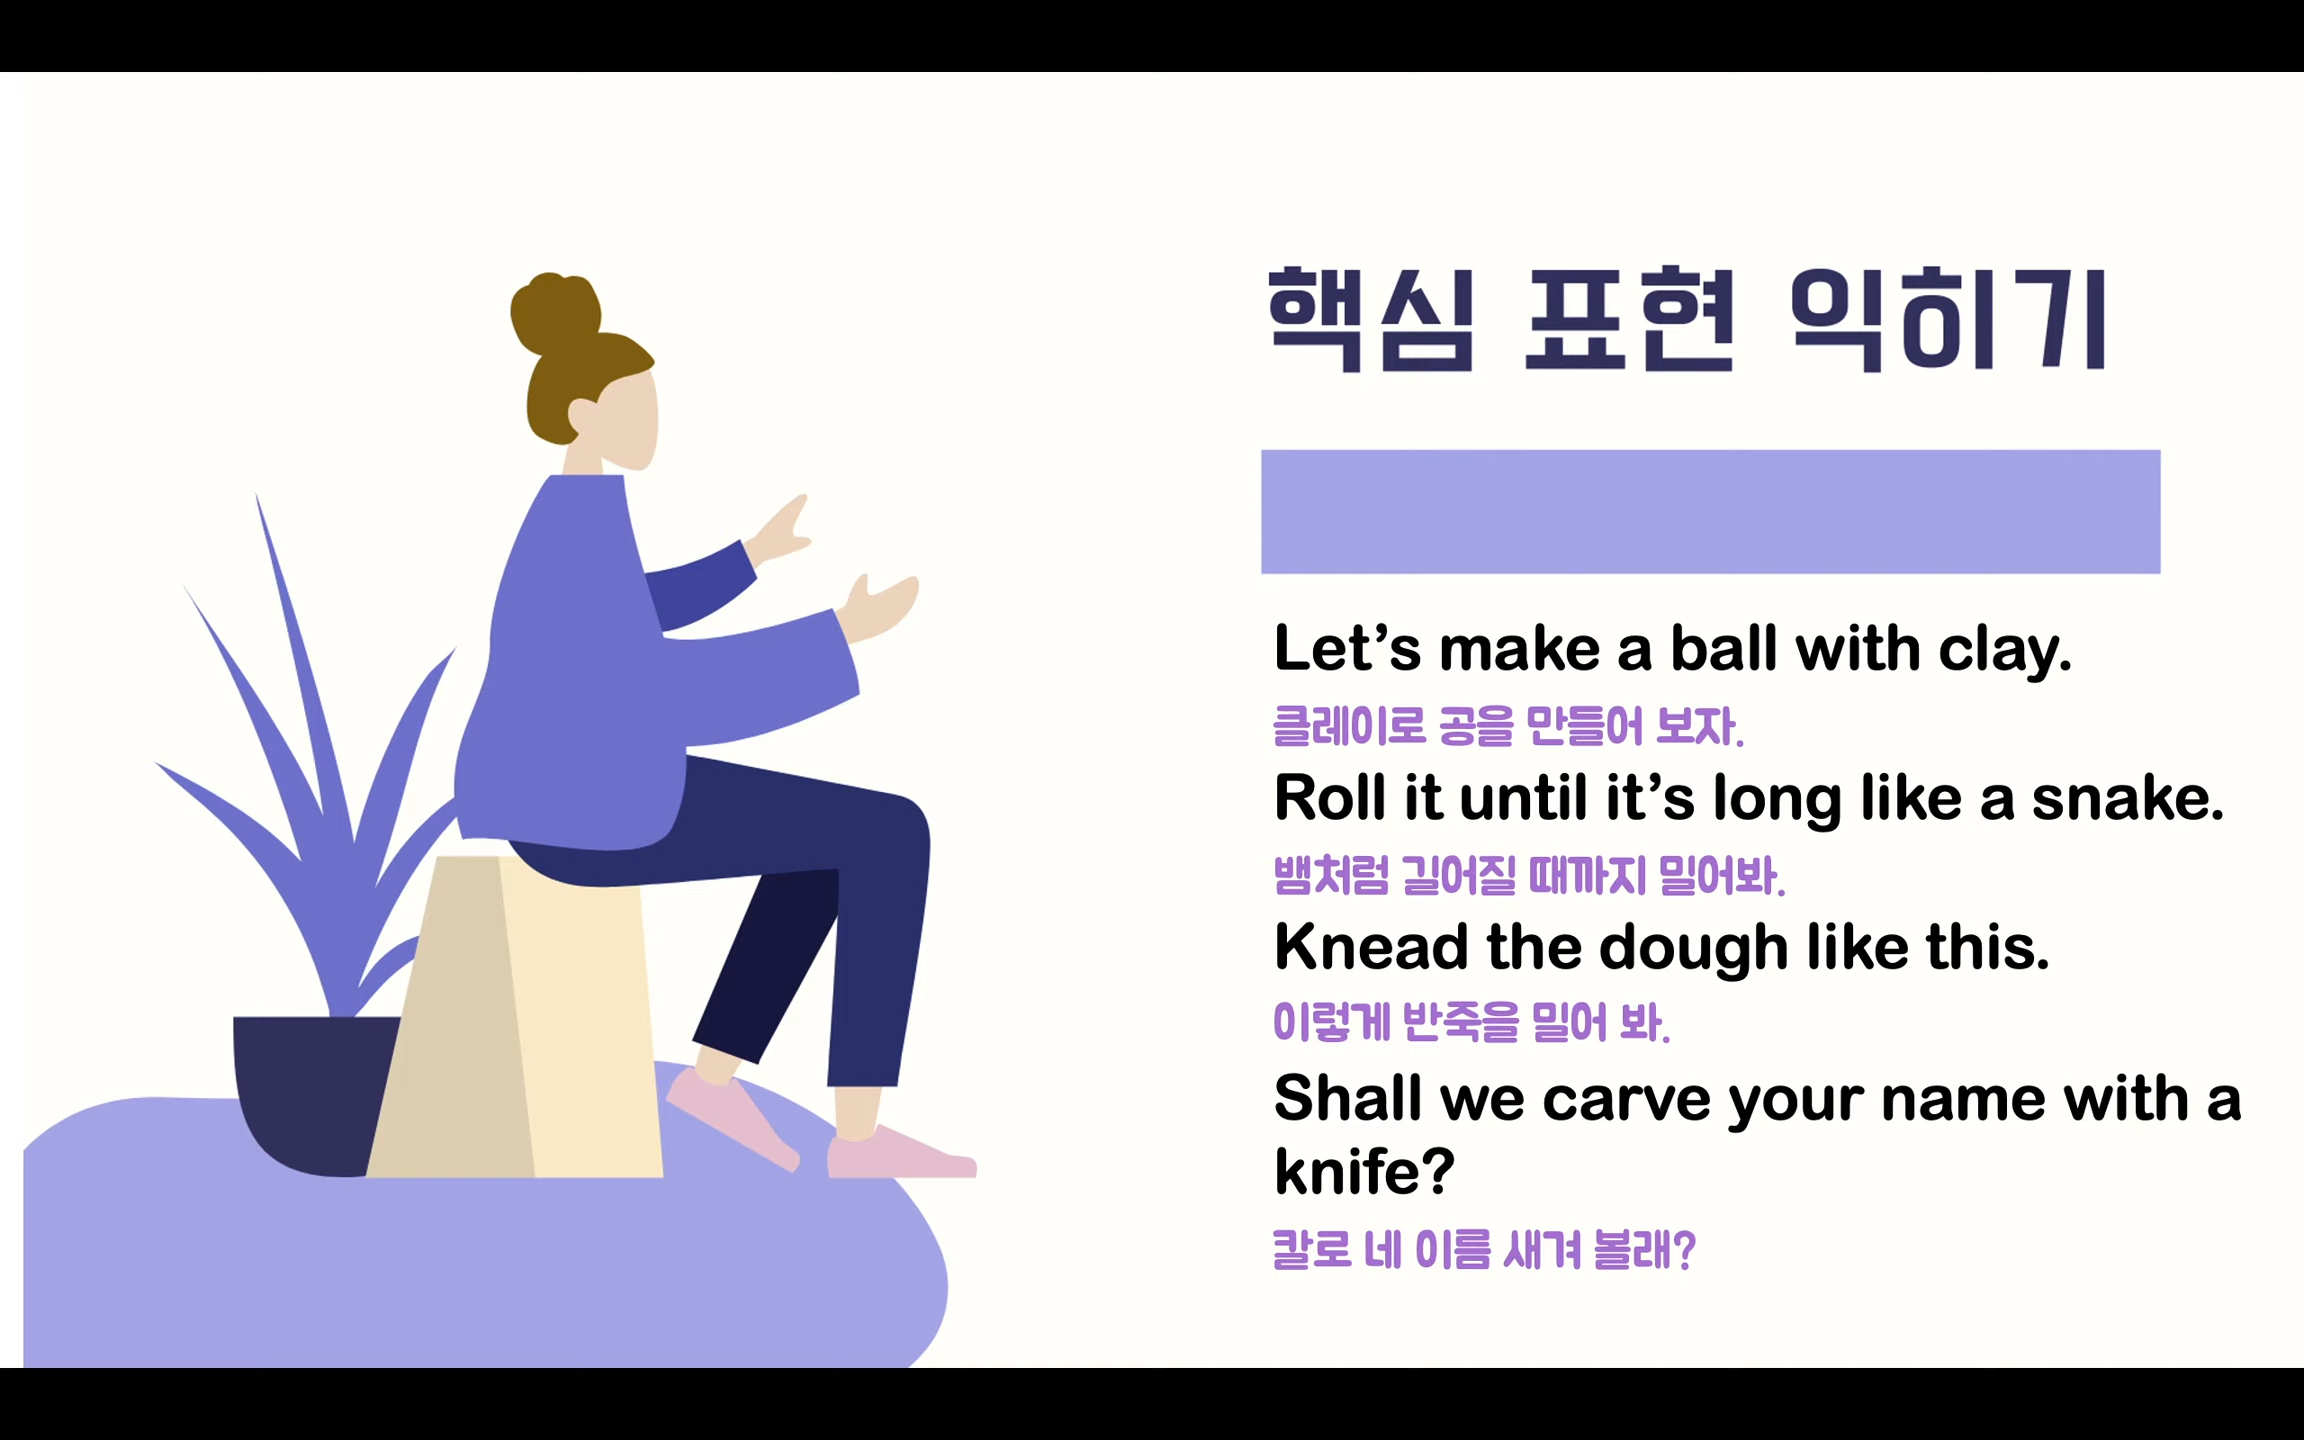 핵심 표현 익히기
Let’s make a ball with clay.
클레이로 공을 만들어 보자.
Roll it until it’s long like a snake.
뱀처럼 길어질 때까지 밀어봐.
Knead the dough like this.
이렇게 반죽을 밀어 봐.
Shall we carve your name with a
knife?
칼로 네 이름 새겨 볼래?